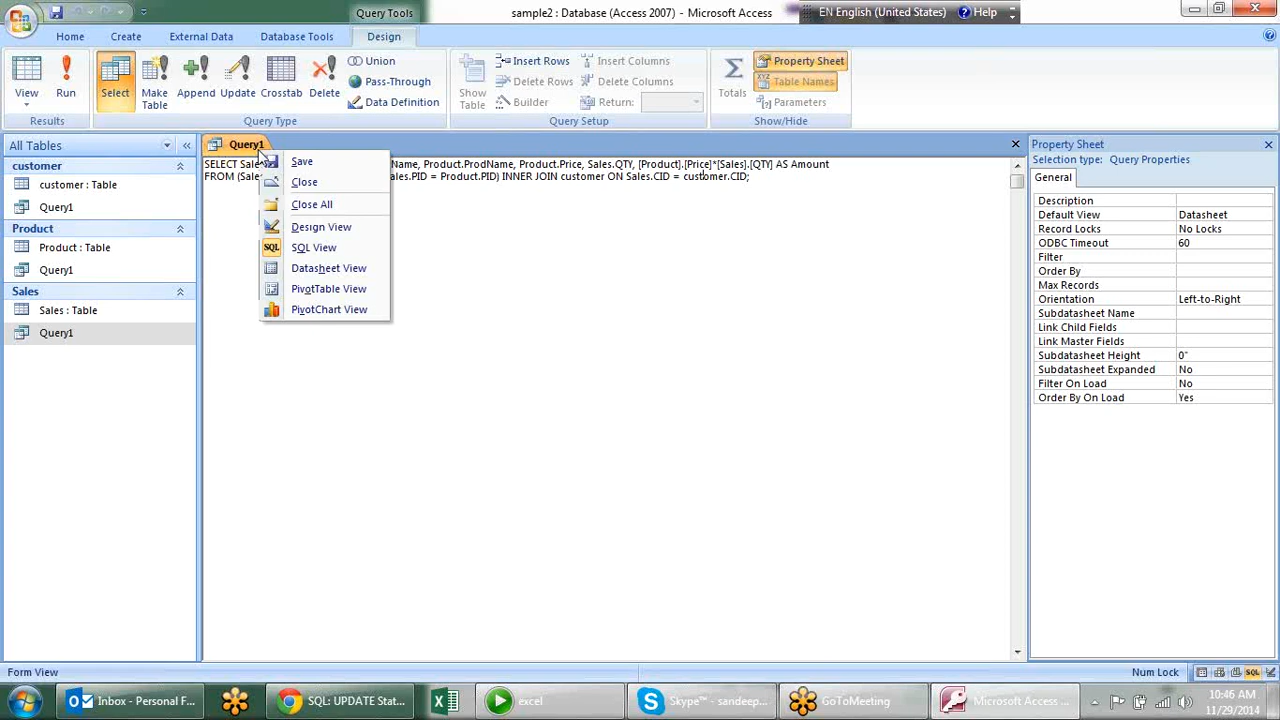 Query Tools
sample2 : Database (Access 2007) - Microsoft Access
EN English (United States)
Help
Home
Create
External Data
Database Tools
Design
View
Run
Results
Select
Make Table
Append
Update
Crosstab
Delete
Union
Pass-Through
Data Definition
Query Type
Show Table
Insert Rows
Delete Rows
Builder
Insert Columns
Delete Columns
Return:
Query Setup
Totals
Property Sheet
Table Names
Parameters
Show/Hide
All Tables
customer
customer : Table
Query1
Product
Product : Table
Query1
Sales
Sales : Table
Query1
Query1
SELECT Name, Product.ProdName, Product.Price, Sales.QTY, [Product].[Price]*[Sales].[QTY] AS Amount
FROM PID = Product.PID) INNER JOIN customer ON Sales.CID = customer.CID;
Save
Close
Close All
Design View
SQL
SQL View
Datasheet View
PivotTable View
PivotChart View
Property Sheet
Selection type: Query Properties
General
Description
Default View Datasheet
Record Locks No Locks
ODBC Timeout 60
Filter
Order By
Max Records
Orientation Left-to-Right
Subdatasheet Name
Link Child Fields
Link Master Fields
Subdatasheet Height 0"
Subdatasheet Expanded No
Filter On Load No
Order By On Load Yes
Form View
Num Lock
SQL
Inbox - Personal F...
SQL: UPDATE Stat...
excel
Skype™ - sandeep...
GoToMeeting
Microsoft Access ...
10:46 AM
11/29/2014